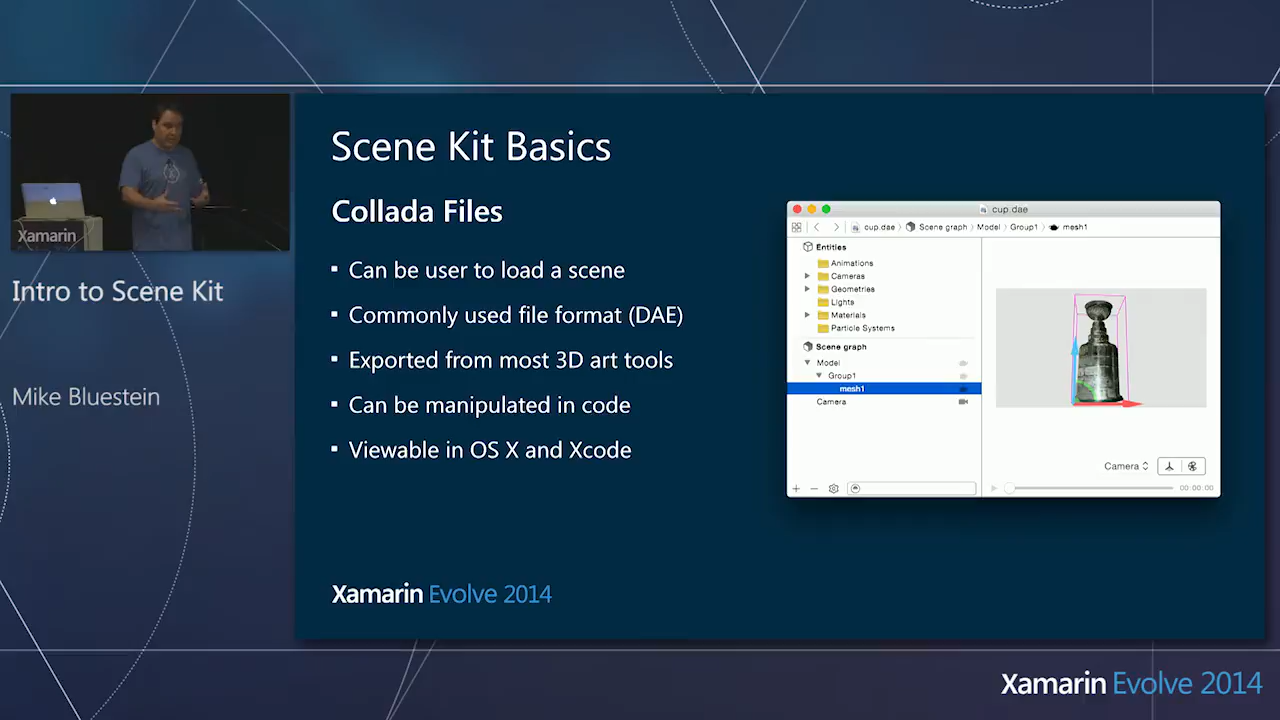 Xamarin
Intro to Scene Kit
Mike Bluestein
Scene Kit Basics
Collada Files
▪ Can be user to load a scene
▪ Commonly used file format (DAE)
▪ Exported from most 3D art tools
▪ Can be manipulated in code
▪ Viewable in OS X and Xcode
cup.dae
cup.dae Scene graph Model Group1 mesh1
Entities
Animations
Cameras
Geometries
Lights
Materials
Particle Systems
Scene graph
Model
Group1
mesh1
Camera
Camera
00:00:00
Xamarin Evolve 2014
Xamarin Evolve 2014